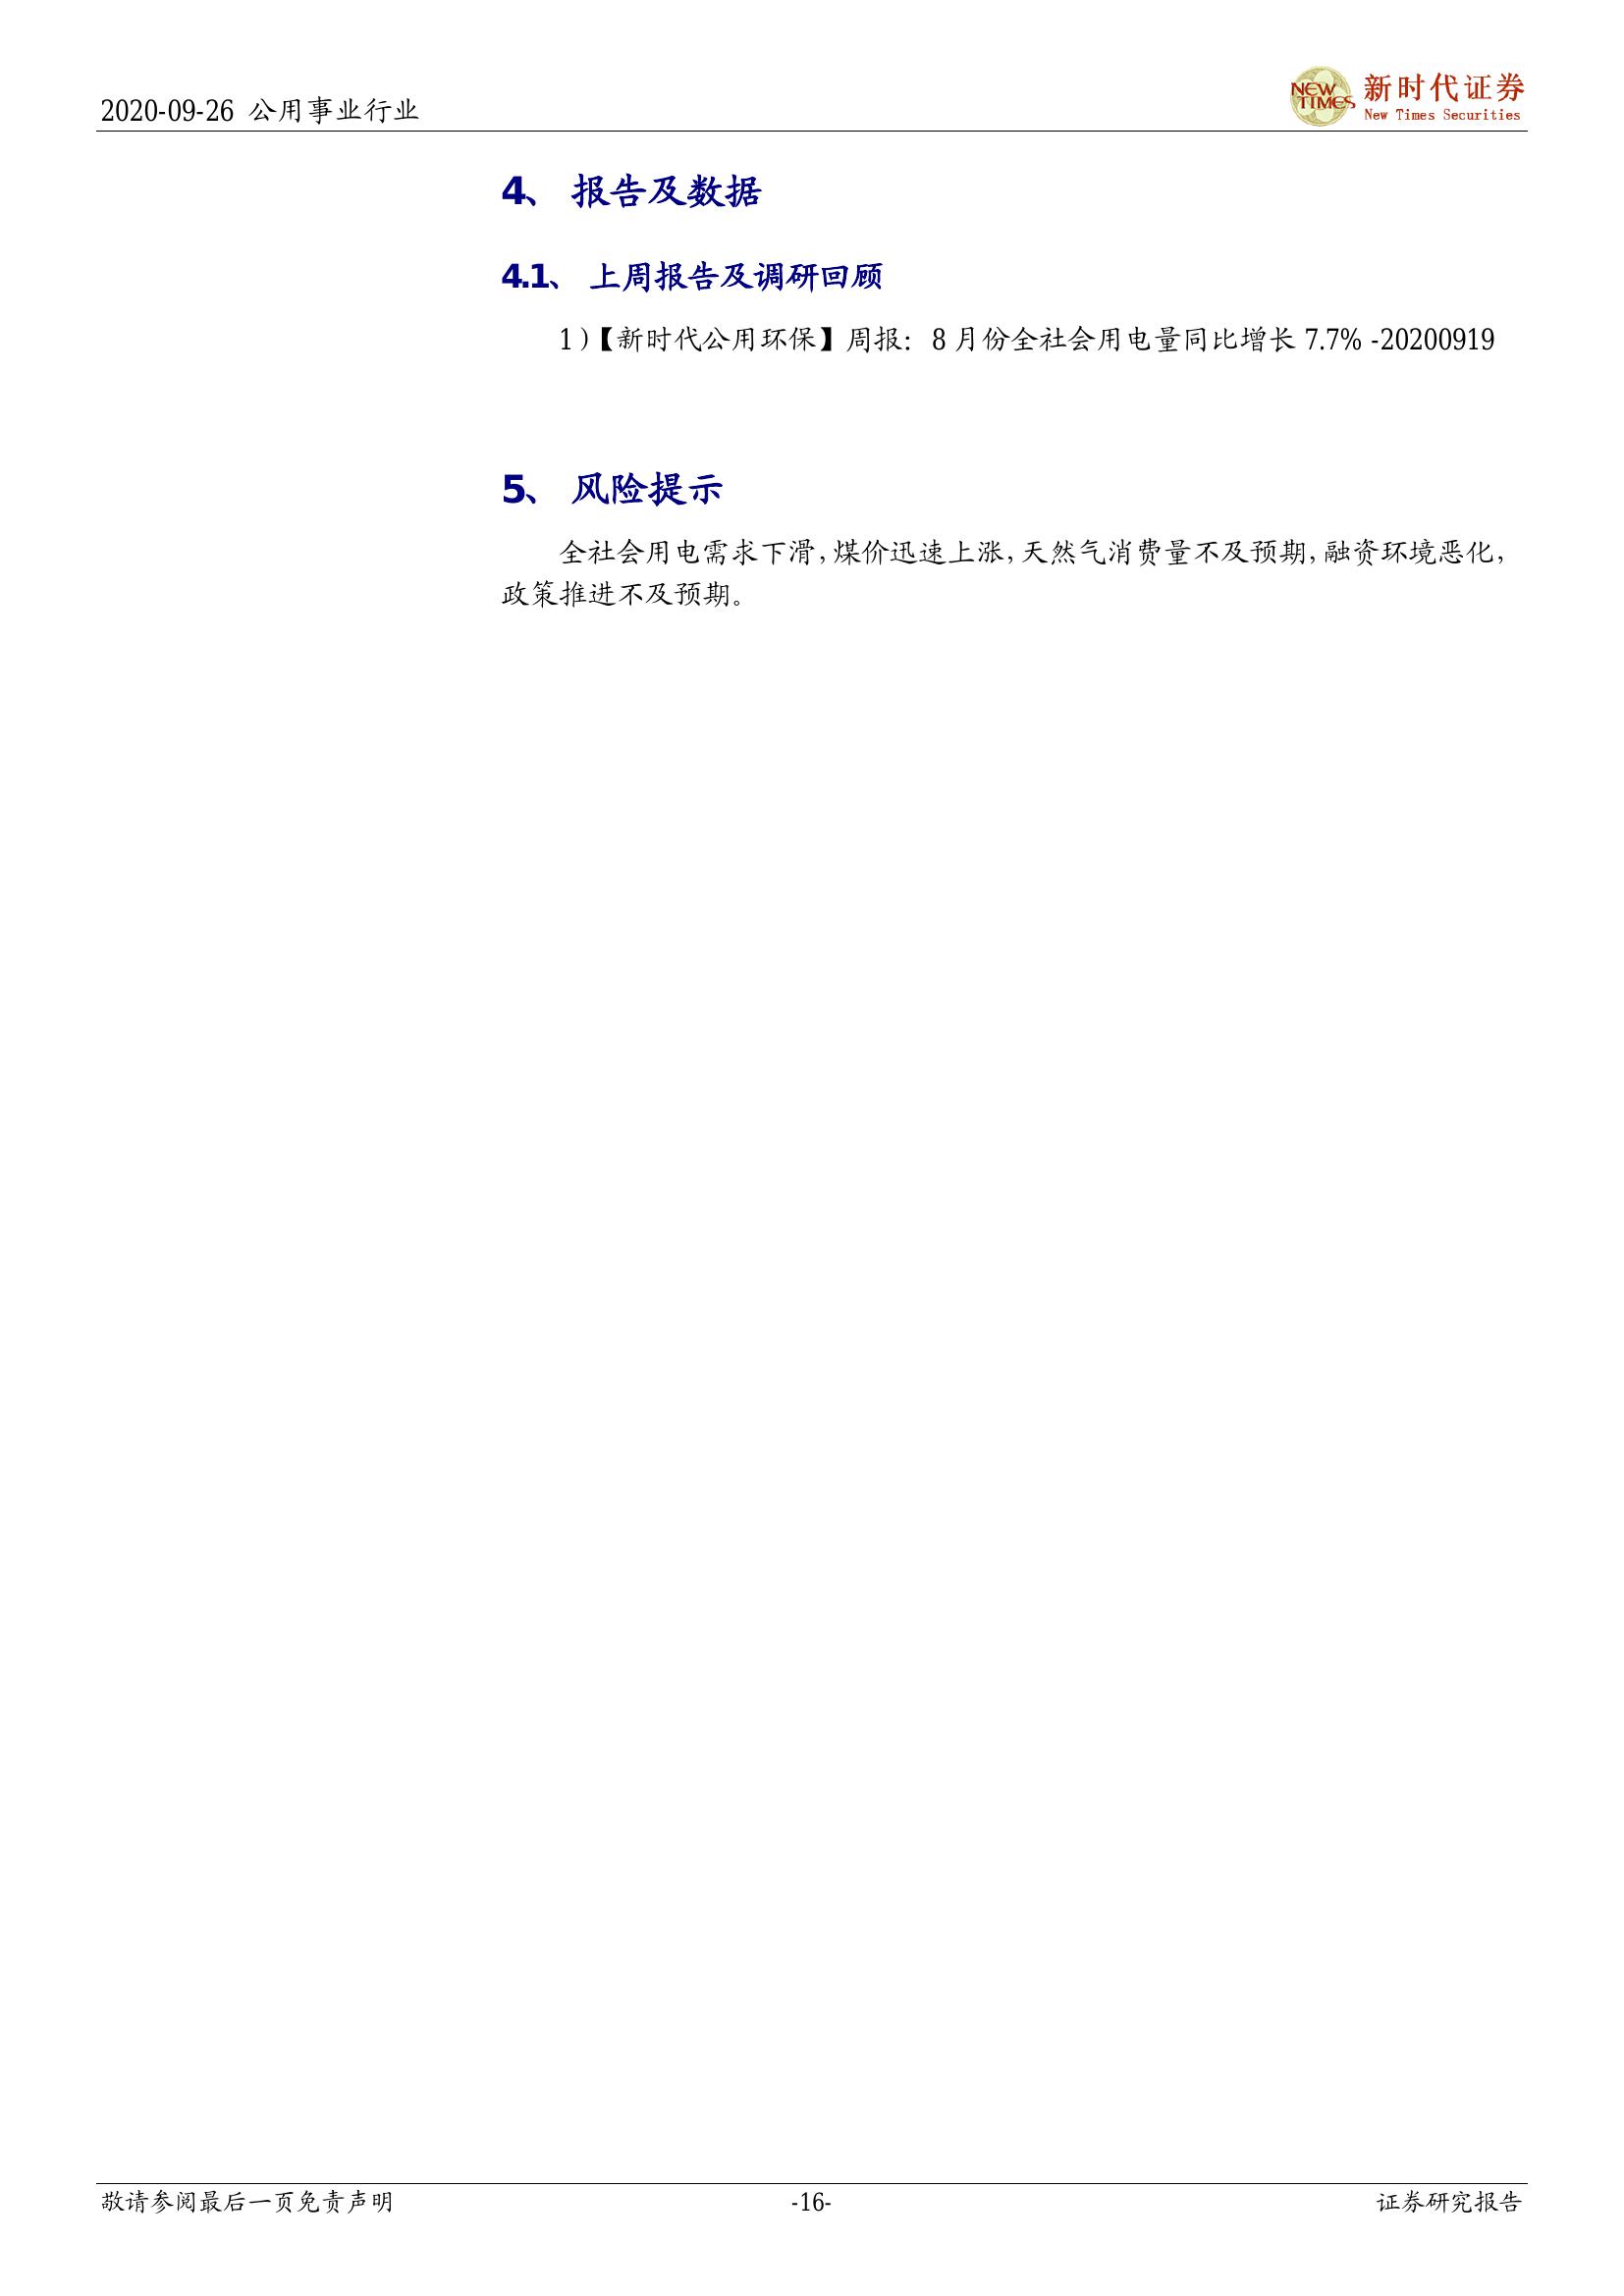 2020-09-26 公用事业行业
NEW TIMES 新时代证券
New Times Securities
4、 报告及数据
4.1、 上周报告及调研回顾
1）【新时代公用环保】周报：8 月份全社会用电量同比增长 7.7% -20200919
5、 风险提示
全社会用电需求下滑，煤价迅速上涨，天然气消费量不及预期，融资环境恶化，
政策推进不及预期。
敬请参阅最后一页免责声明 -16- 证券研究报告